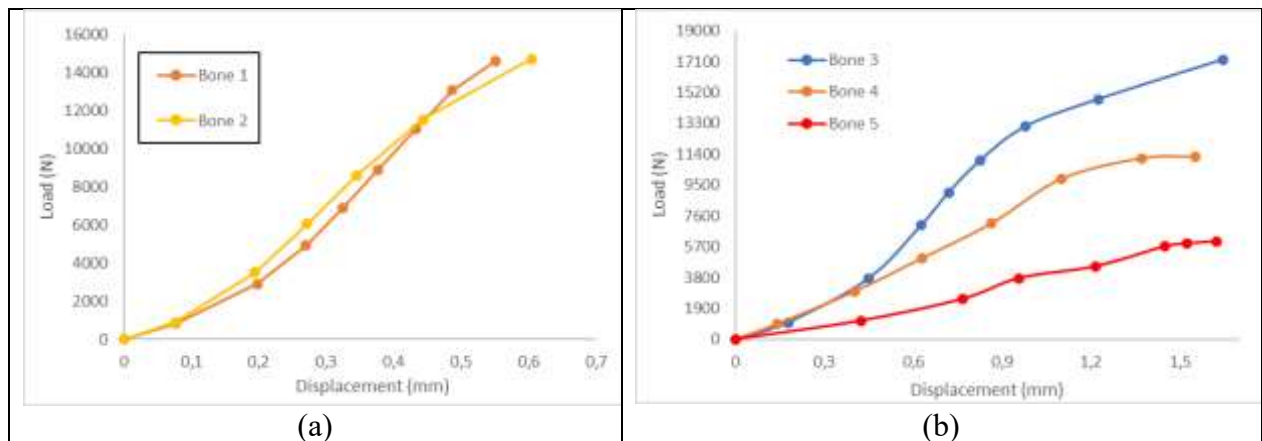 16000
14000
12000
10000
8000
6000
4000
2000
0
Load (N)
Bone 1
Bone 2
0 0,1 0,2 0,3 0,4 0,5 0,6 0,7
Displacement (mm)
(a)
19000
17100
15200
13300
11400
9500
7600
5700
3800
1900
0
Load (N)
Bone 3
Bone 4
Bone 5
0 0,3 0,6 0,9 1,2 1,5
Displacement (mm)
(b)